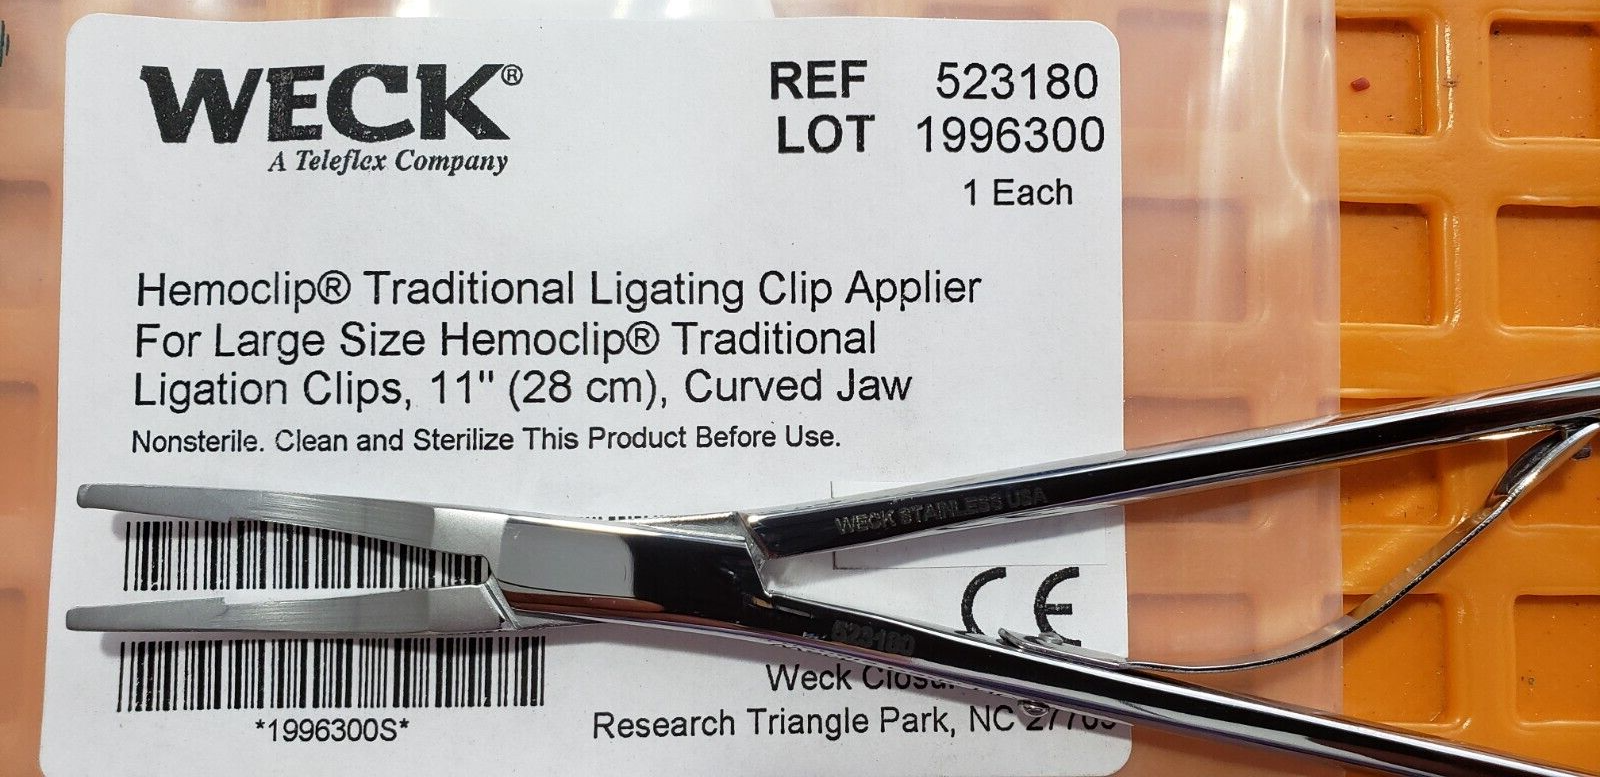 WECK®
A Teleflex Company
REF 523180
LOT 1996300
1 Each
Hemoclip® Traditional Ligating Clip Applier
For Large Size Hemoclip® Traditional
Ligation Clips, 11" (28 cm), Curved Jaw
Nonsterile. Clean and Sterilize This Product Before Use.
WECK STAINLESS USA
CE
523180
Weck
Research Triangle Park, NC
*1996300S*